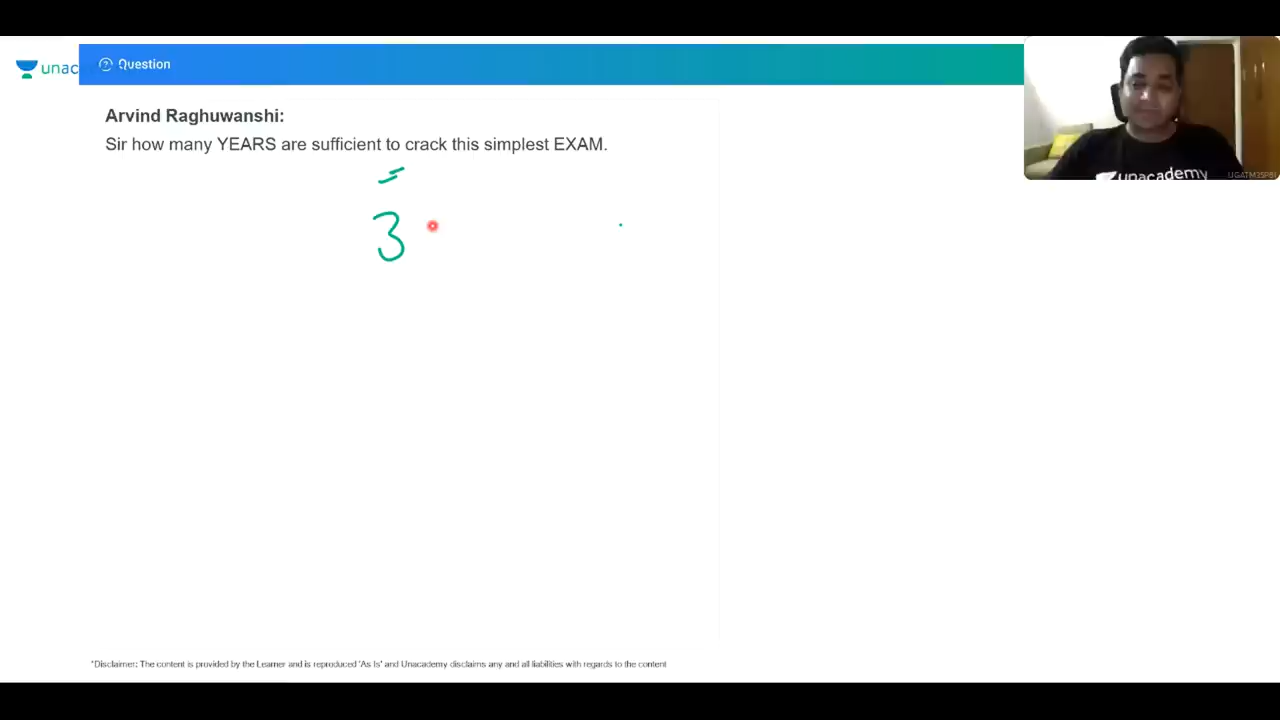 unac
Question
Arvind Raghuwanshi:
Sir how many YEARS are sufficient to crack this simplest EXAM.
3
unacademy
UGATM3SP8I
*Disclaimer: The content is provided by the Learner and is reproduced 'As Is' and Unacademy disclaims any and all liabilities with regards to the content